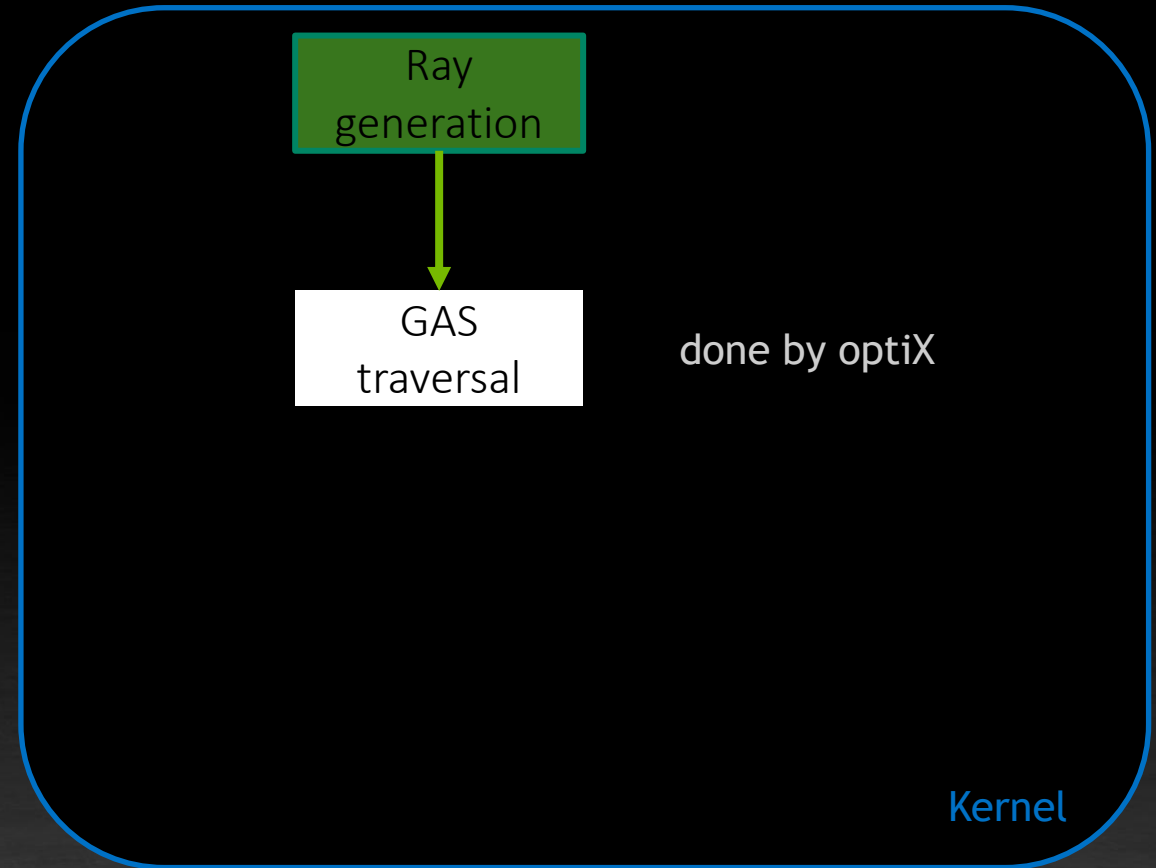 Ray
generation
GAS
traversal
done by optiX
Kernel